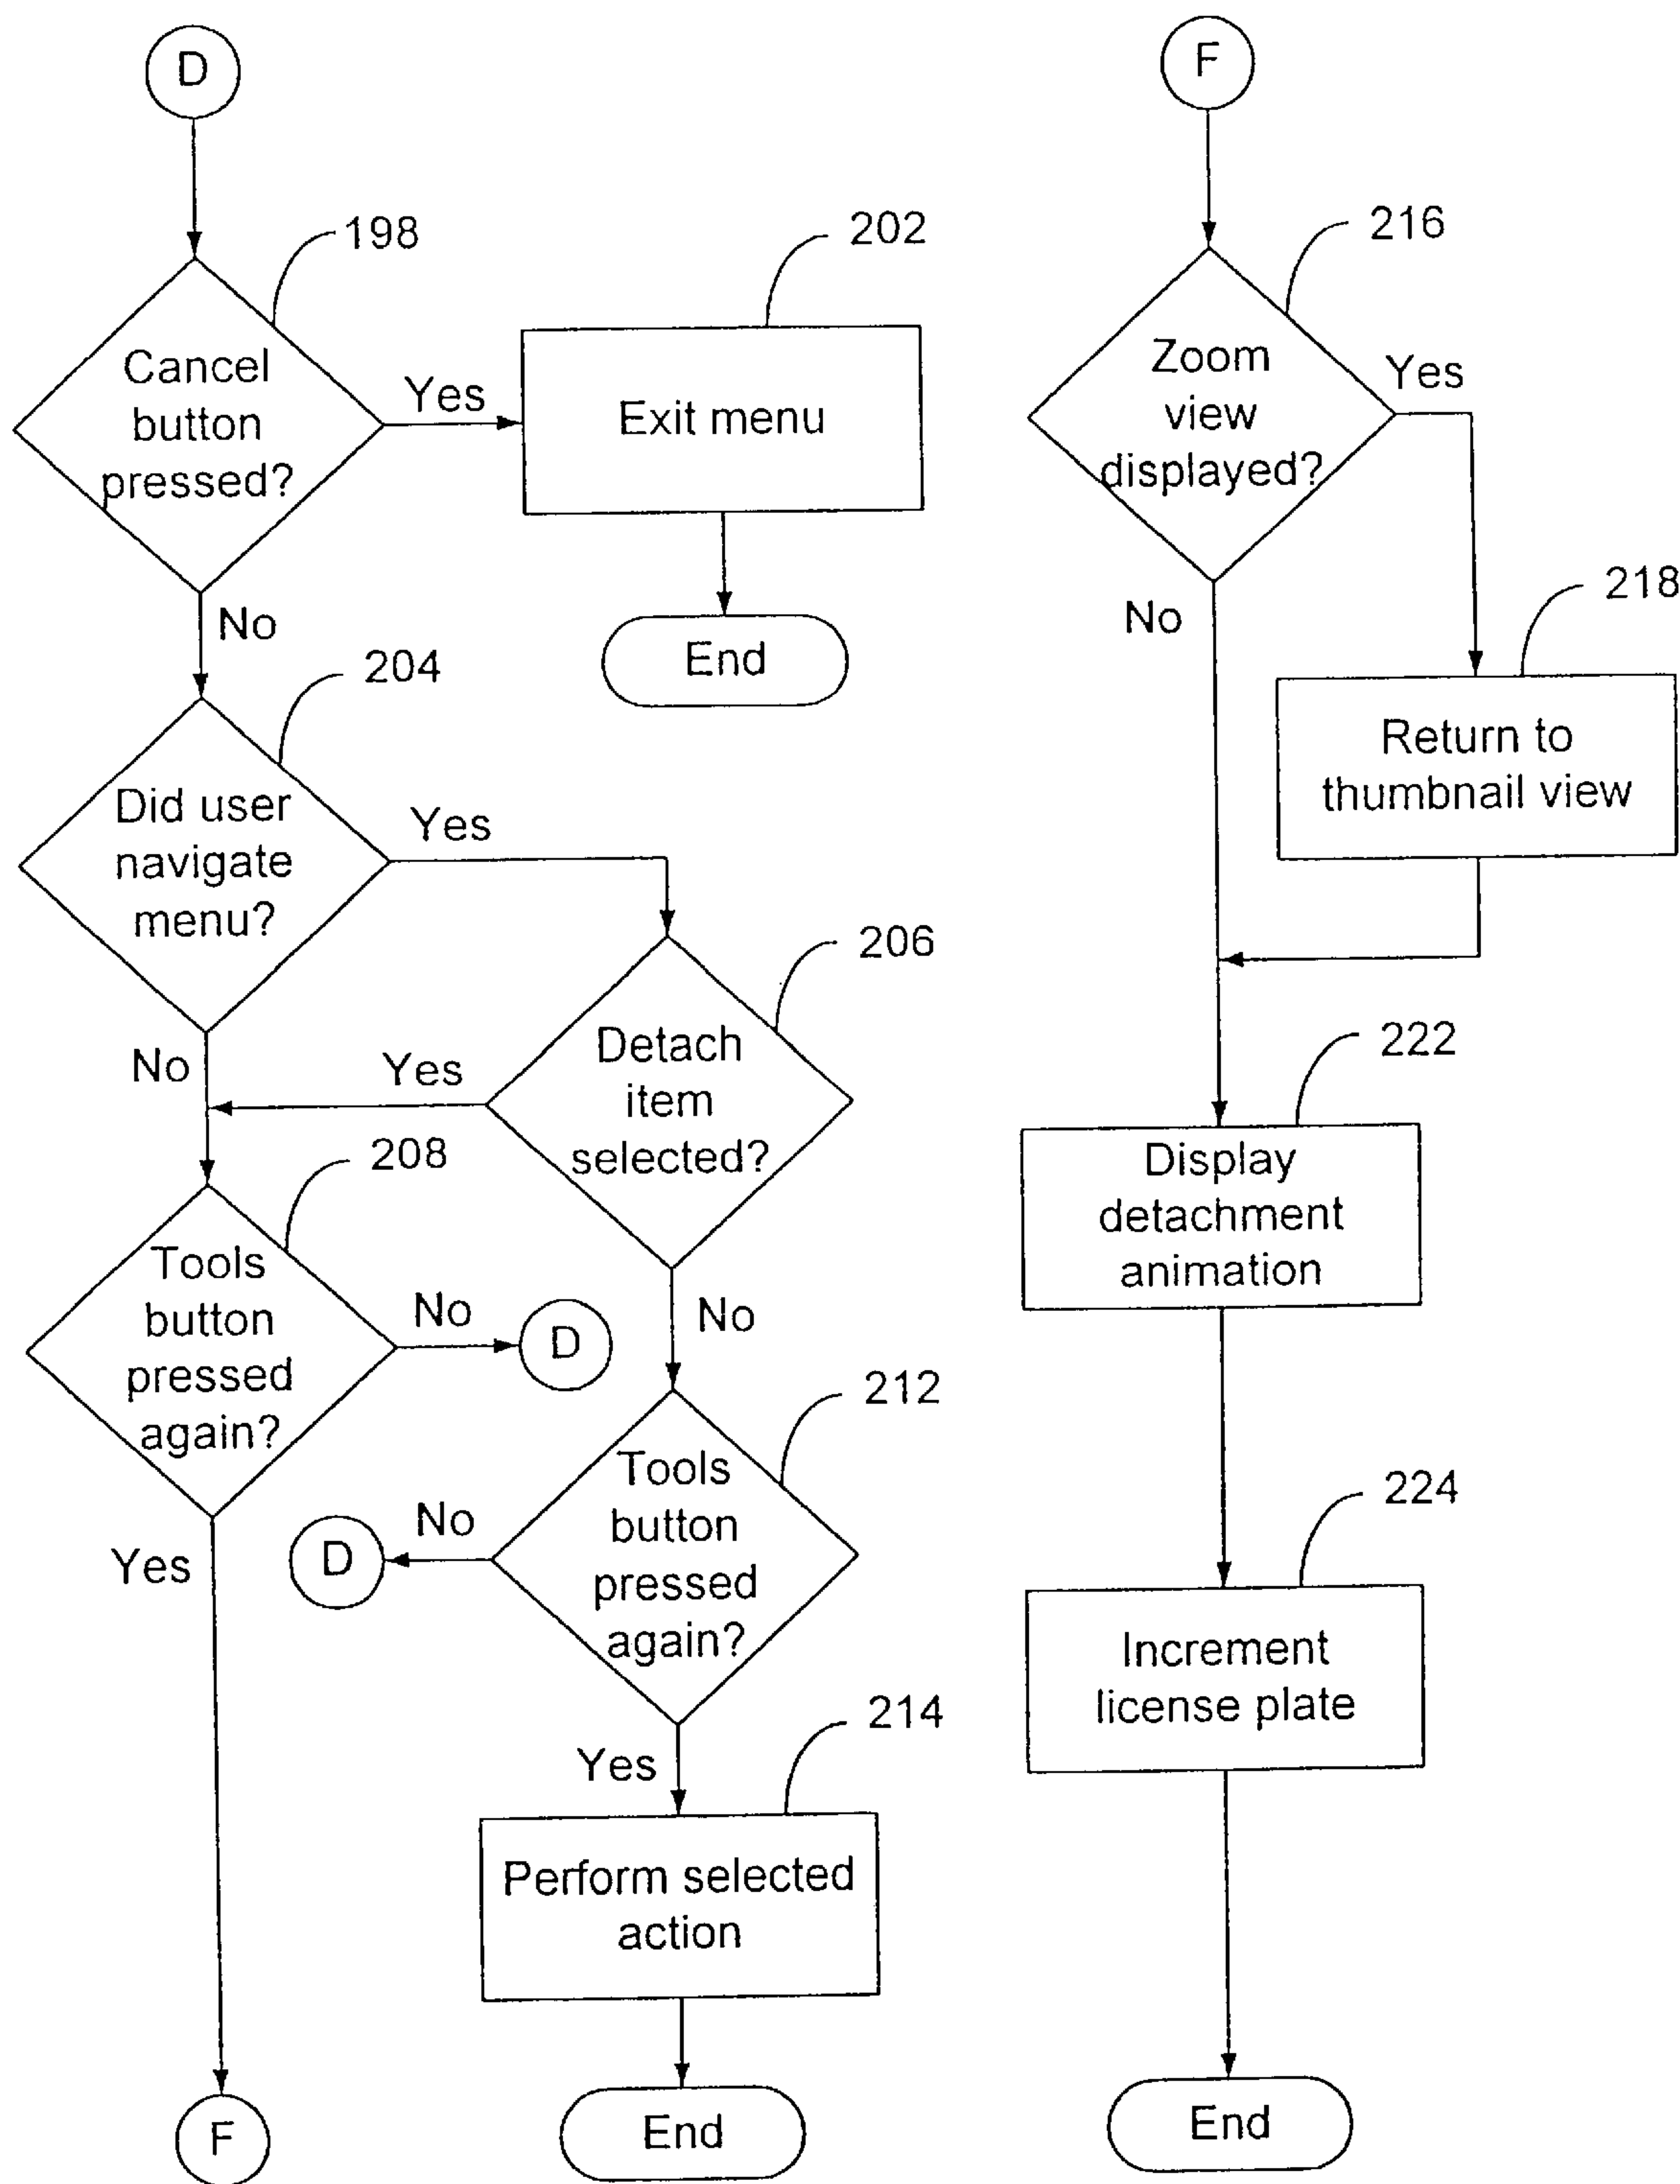 D
198
Cancel
button
pressed?
Yes
202
Exit menu
End
No
204
Did user
navigate
menu?
Yes
206
Detach
item
selected?
Yes
No
208
Tools
button
pressed
again?
No
D
No
212
Tools
button
pressed
again?
No
D
Yes
214
Perform selected
action
End
Yes
F
F
216
Zoom
view
displayed?
Yes
No
218
Return to
thumbnail view
222
Display
detachment
animation
224
Increment
license plate
End